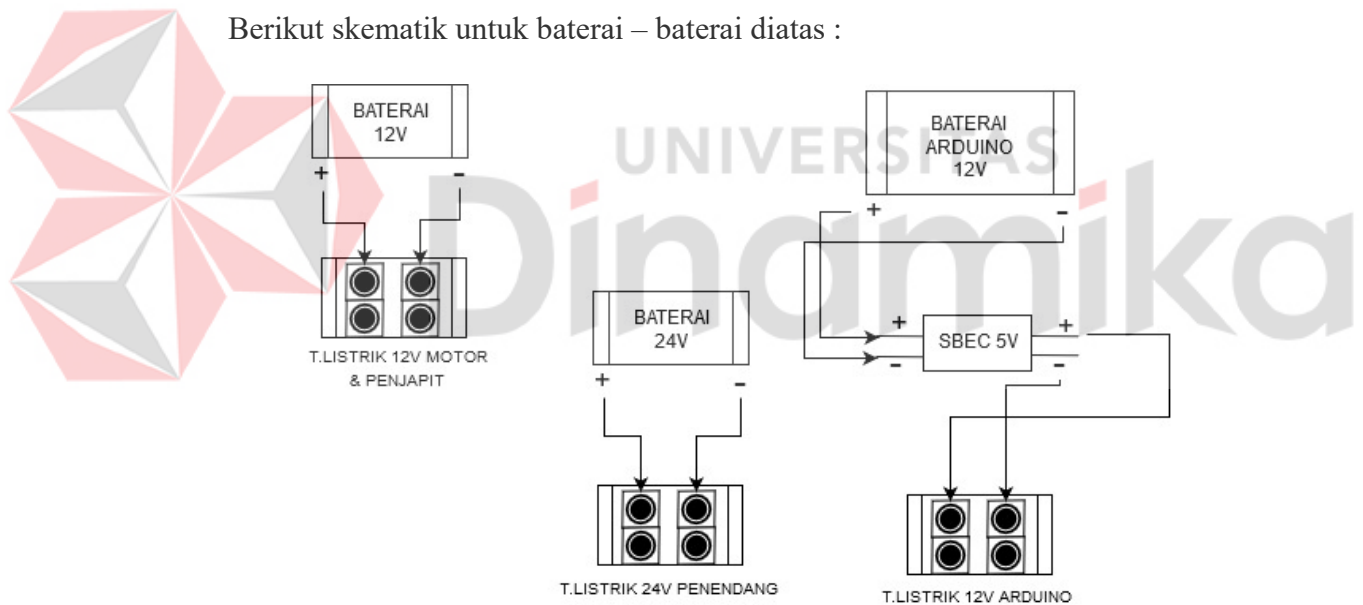 Berikut skematik untuk baterai – baterai diatas :
UNIVERSITAS
Dinamika
BATERAI
12V
+
-
T.LISTRIK 12V MOTOR
& PENJAPIT
BATERAI
24V
+
-
T.LISTRIK 24V PENENDANG
BATERAI
ARDUINO
12V
+
-
+
-
SBEC 5V
+
-
T.LISTRIK 12V ARDUINO